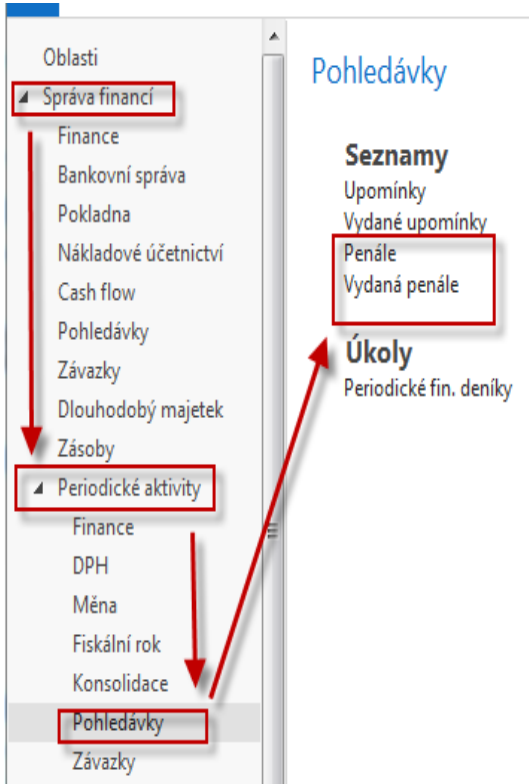 Oblasti
Správa financí
Finance
Bankovní správa
Pokladna
Nákladové účetnictví
Cash flow
Pohledávky
Závazky
Dlouhodobý majetek
Zásoby
Periodické aktivity
Finance
DPH
Měna
Fiskální rok
Konsolidace
Pohledávky
Závazky
Pohledávky
Seznamy
Upomínky
Vydané upomínky
Penále
Vydaná penále
Úkoly
Periodické fin. deníky